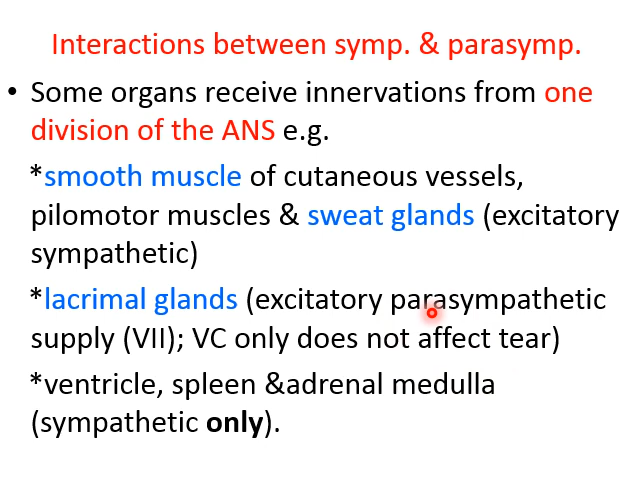 Interactions between symp. & parasymp.
• Some organs receive innervations from one
division of the ANS e.g.
*smooth muscle of cutaneous vessels,
pilomotor muscles & sweat glands (excitatory
sympathetic)
*lacrimal glands (excitatory parasympathetic
supply (VII); VC only does not affect tear)
*ventricle, spleen &adrenal medulla
(sympathetic only).